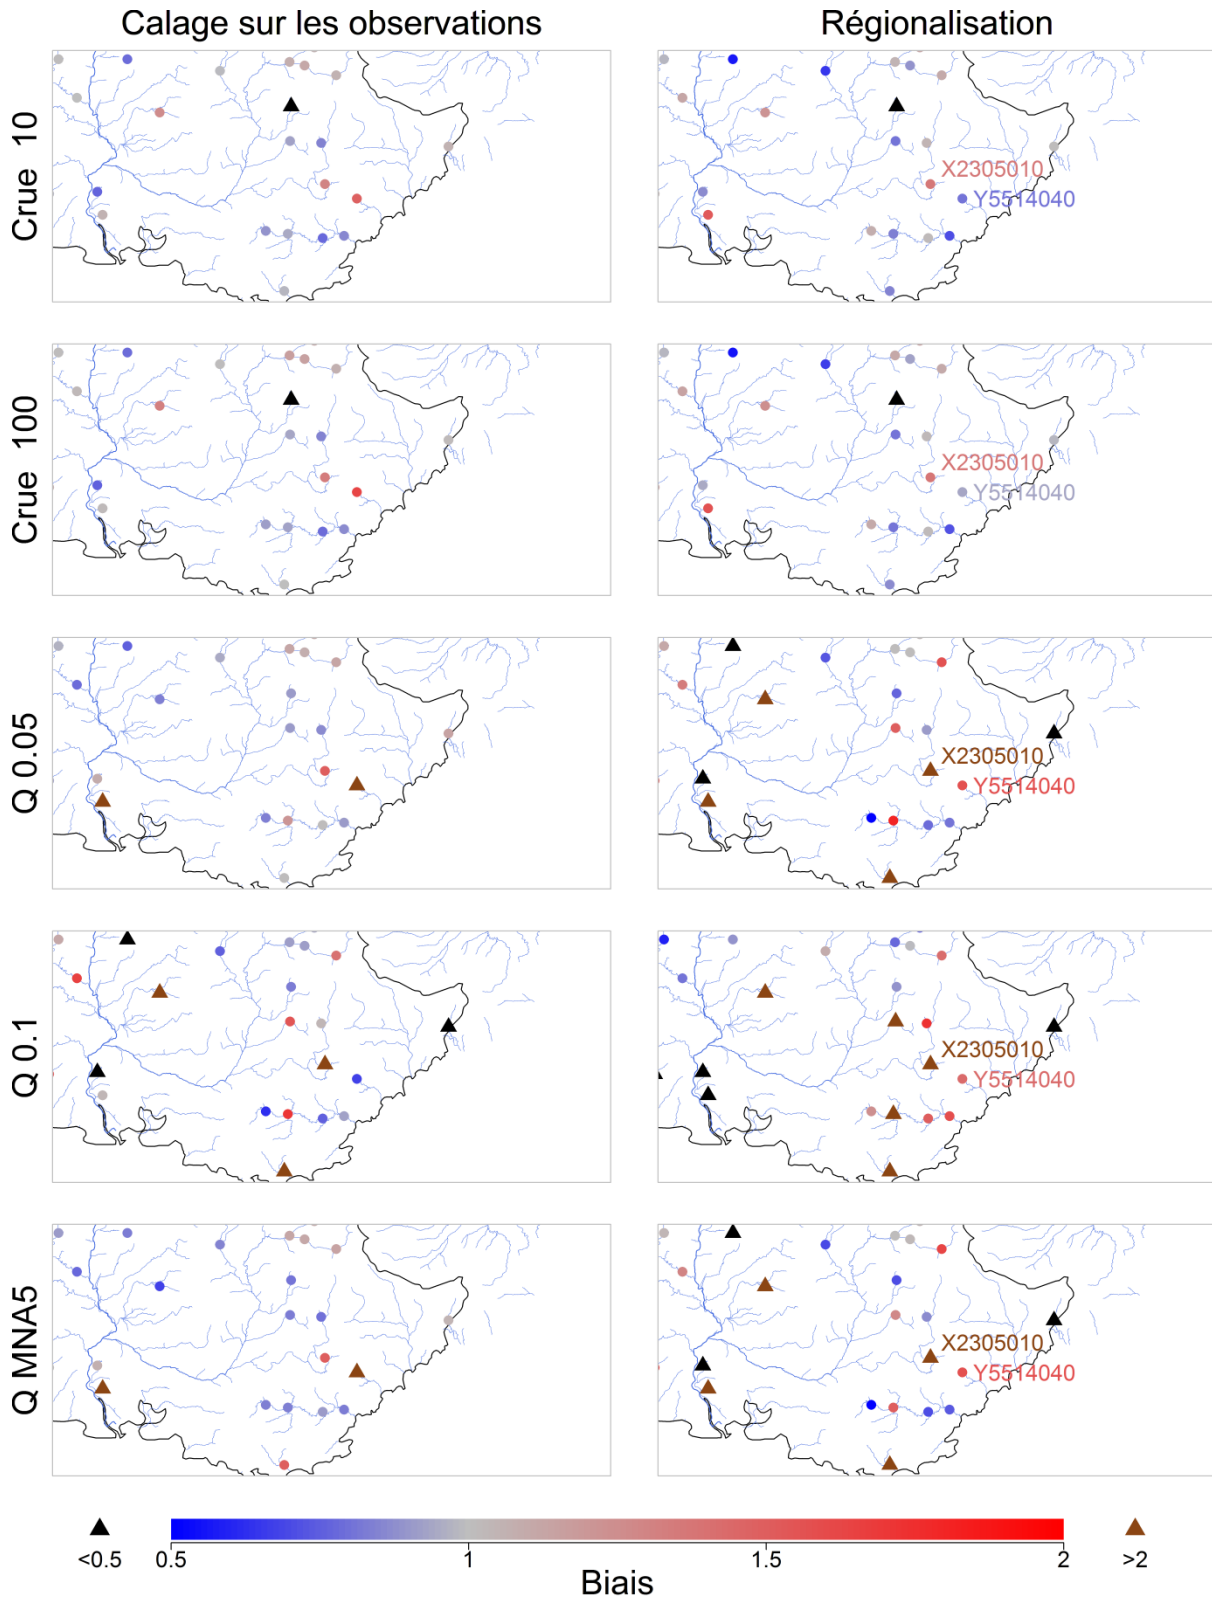 Calage sur les observations
Régionalisation
Crue 10
X2305010
Y5514040
Crue 100
X2305010
Y5514040
Q 0.05
X2305010
Y5514040
Q 0.1
X2305010
Y5514040
Q MNA5
X2305010
Y5514040
<0.5
0.5
1
1.5
2
>2
Biais